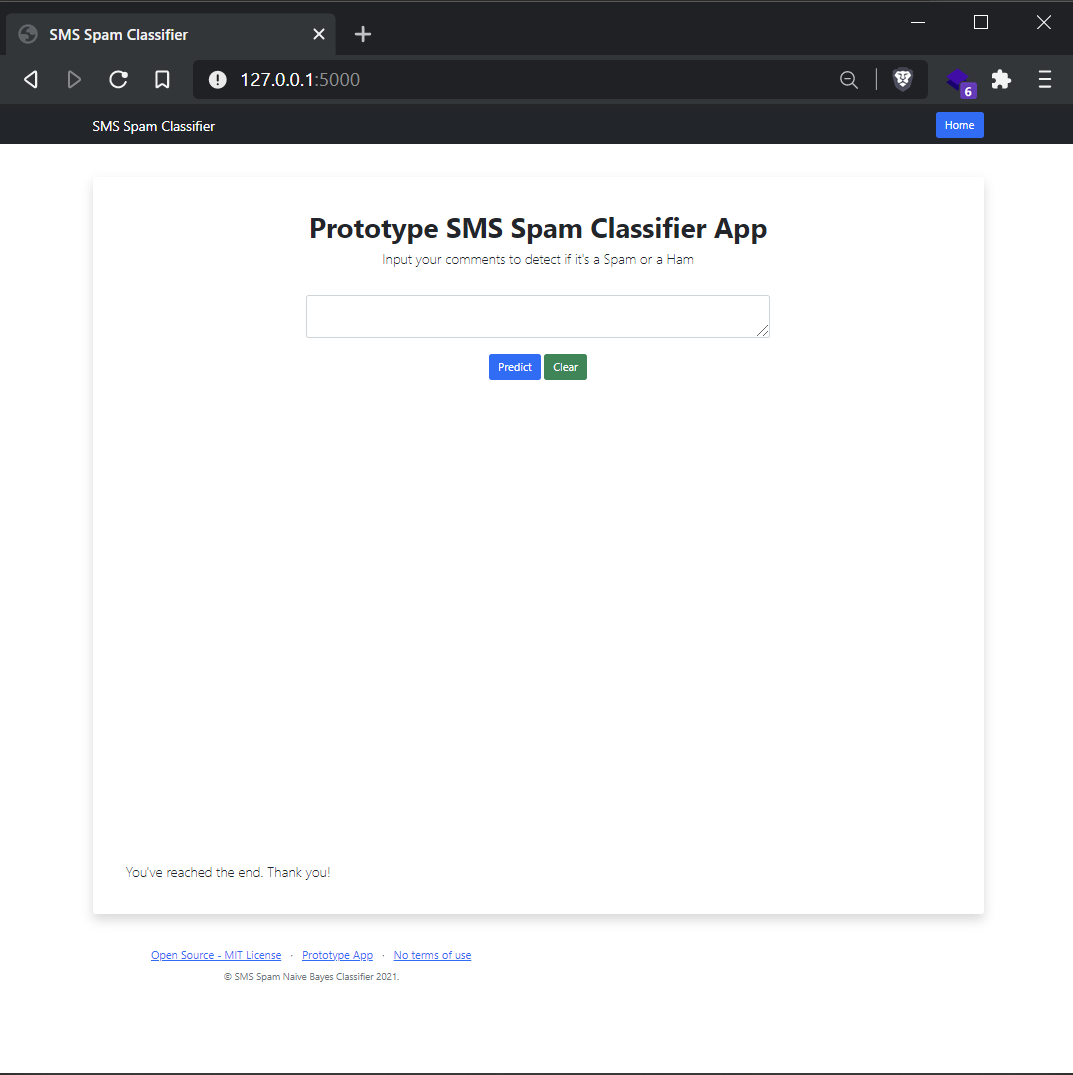 SMS Spam Classifier
127.0.0.1:5000
6
SMS Spam Classifier
Home
Prototype SMS Spam Classifier App
Input your comments to detect if it's a Spam or a Ham
Predict Clear
You've reached the end. Thank you!
Open Source - MIT License · Prototype App · No terms of use
© SMS Spam Naive Bayes Classifier 2021.